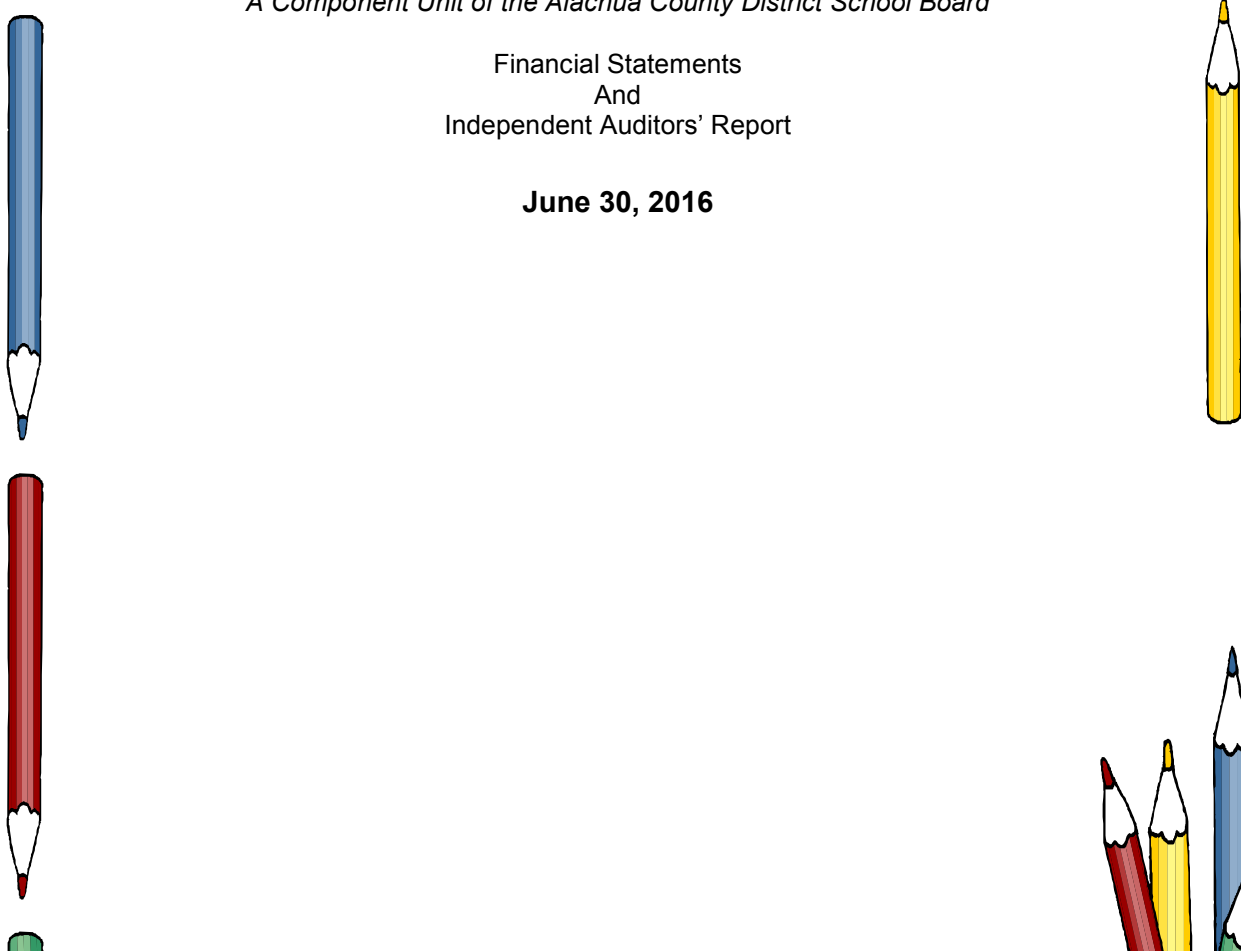 A Component Unit of the Alachua County District School Board
Financial Statements
And
Independent Auditors’ Report
June 30, 2016